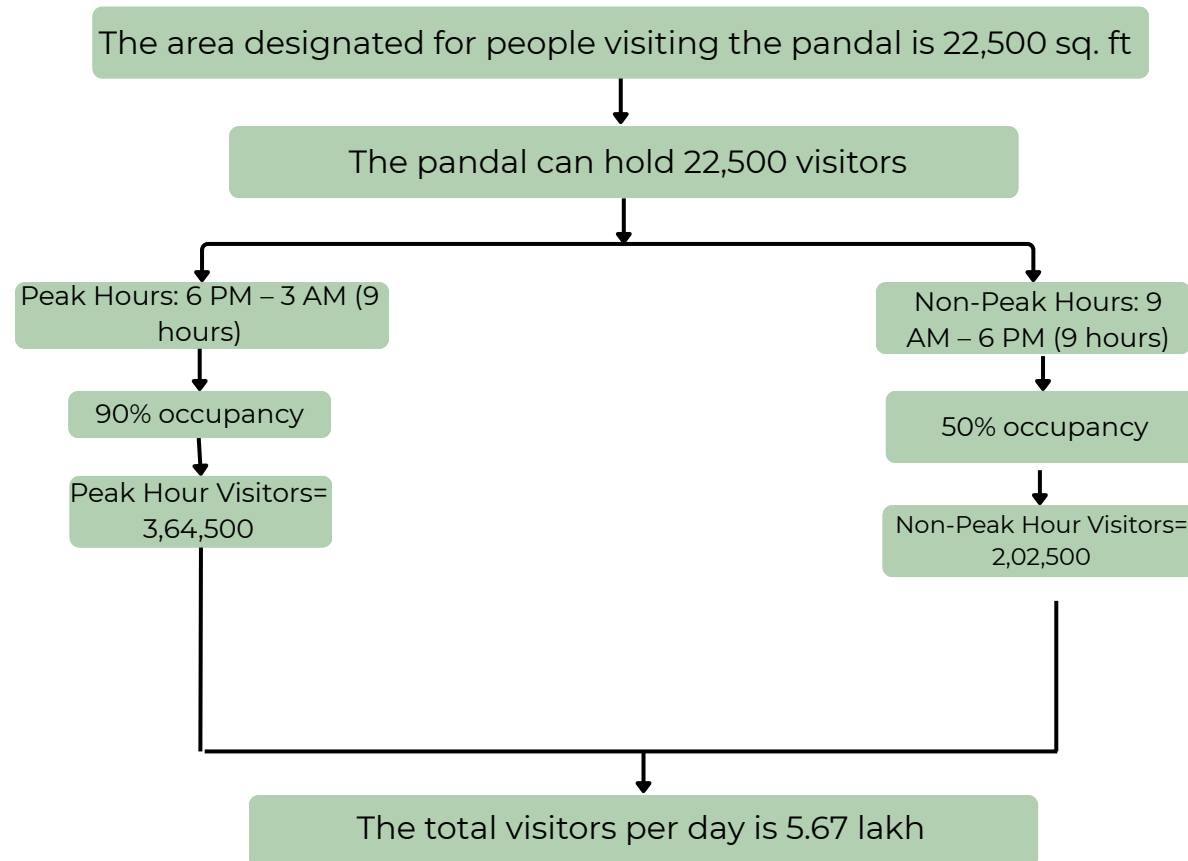 The area designated for people visiting the pandal is 22,500 sq. ft
The pandal can hold 22,500 visitors
Peak Hours: 6 PM – 3 AM (9
hours)
90% occupancy
Peak Hour Visitors=
3,64,500
Non-Peak Hours: 9
AM – 6 PM (9 hours)
50% occupancy
Non-Peak Hour Visitors=
2,02,500
The total visitors per day is 5.67 lakh